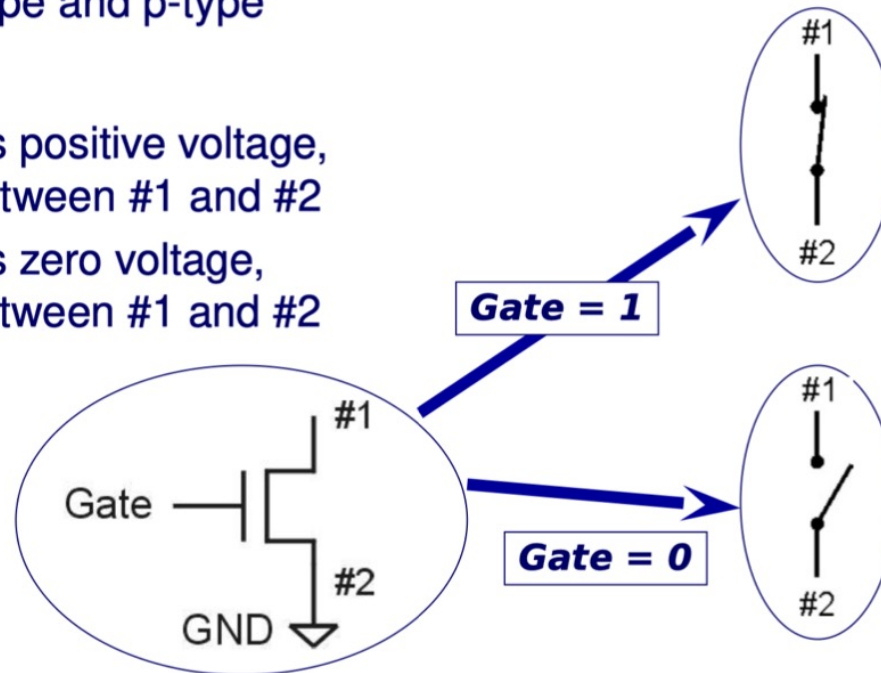 pe and p-type
s positive voltage,
tween #1 and #2
s zero voltage,
tween #1 and #2
#1
#2
Gate = 1
#1
Gate
#2
GND
Gate = 0
#1
#2